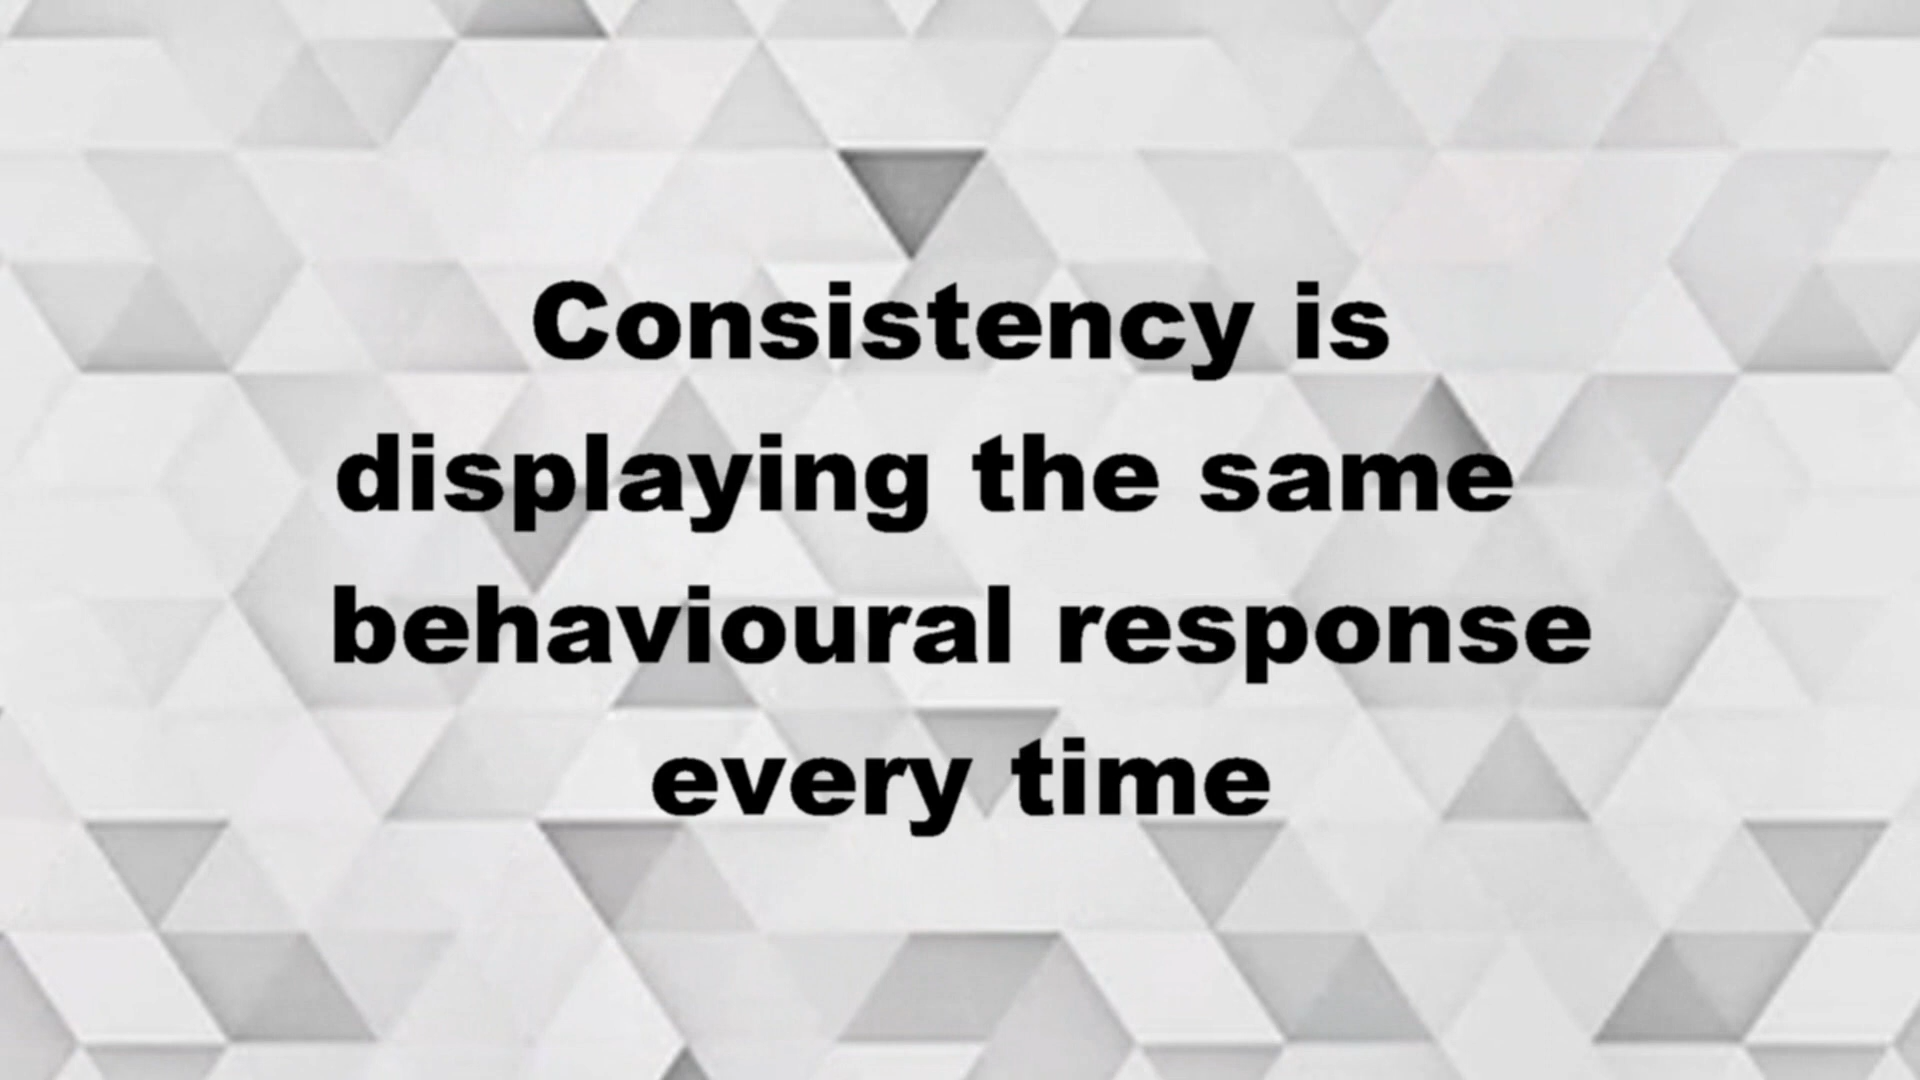 Consistency is
displaying the same
behavioural response
every time